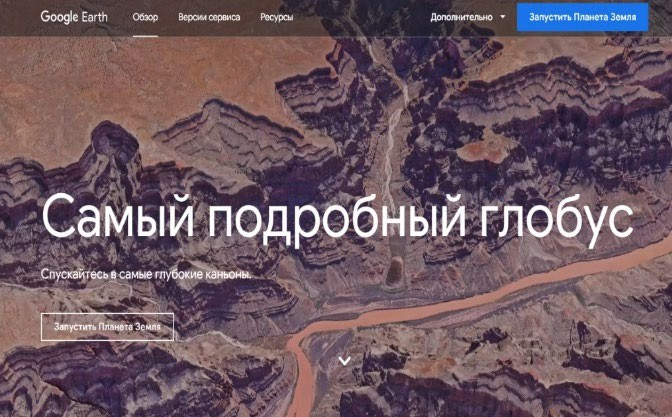 Google Earth
Обзор
Версии сервиса
Ресурсы
Дополнительно
Запустить Планета Земля
Самый подробный глобус
Спускайтесь в самые глубокие каньоны.
Запустить Планета Земля